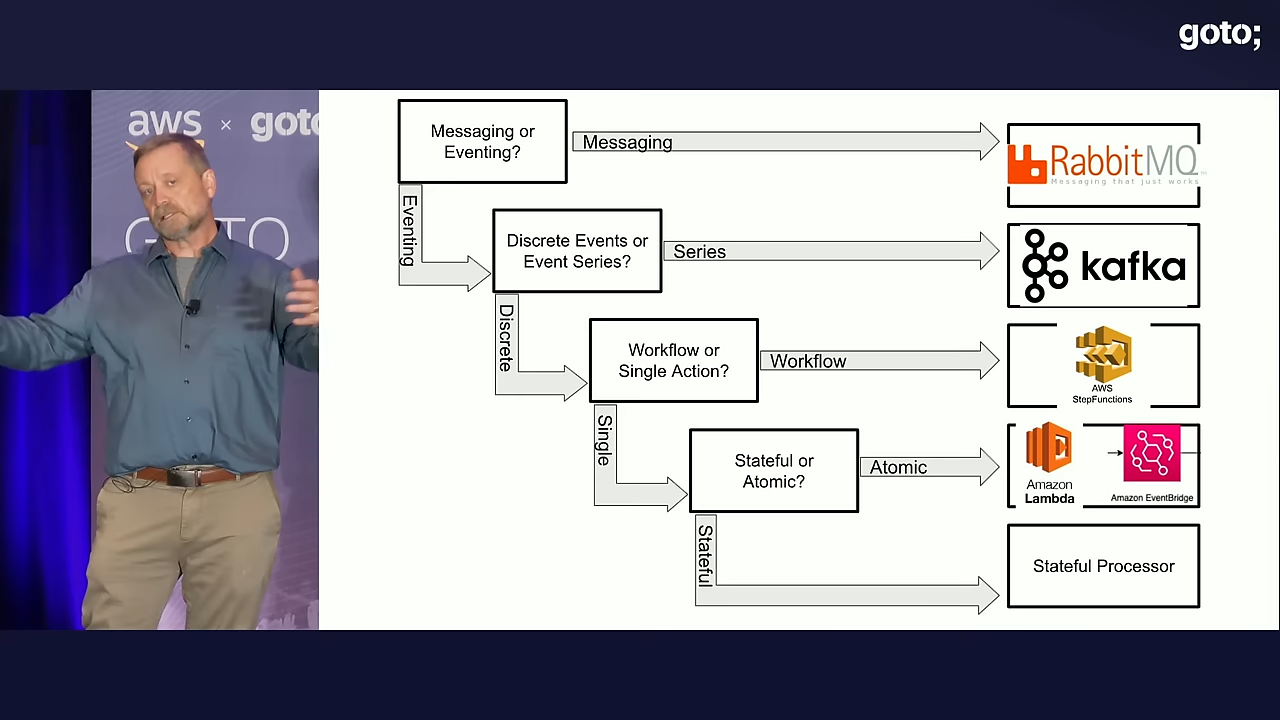 goto;
aws × goto
GOTO
Messaging or
Eventing?
Messaging
RabbitMQ
Messaging that just works
Eventing
Discrete Events or
Event Series?
Series
kafka
Discrete
Workflow or
Single Action?
Workflow
AWS
StepFunctions
Single
Stateful or
Atomic?
Atomic
Amazon
Lambda
Amazon EventBridge
Stateful
Stateful Processor